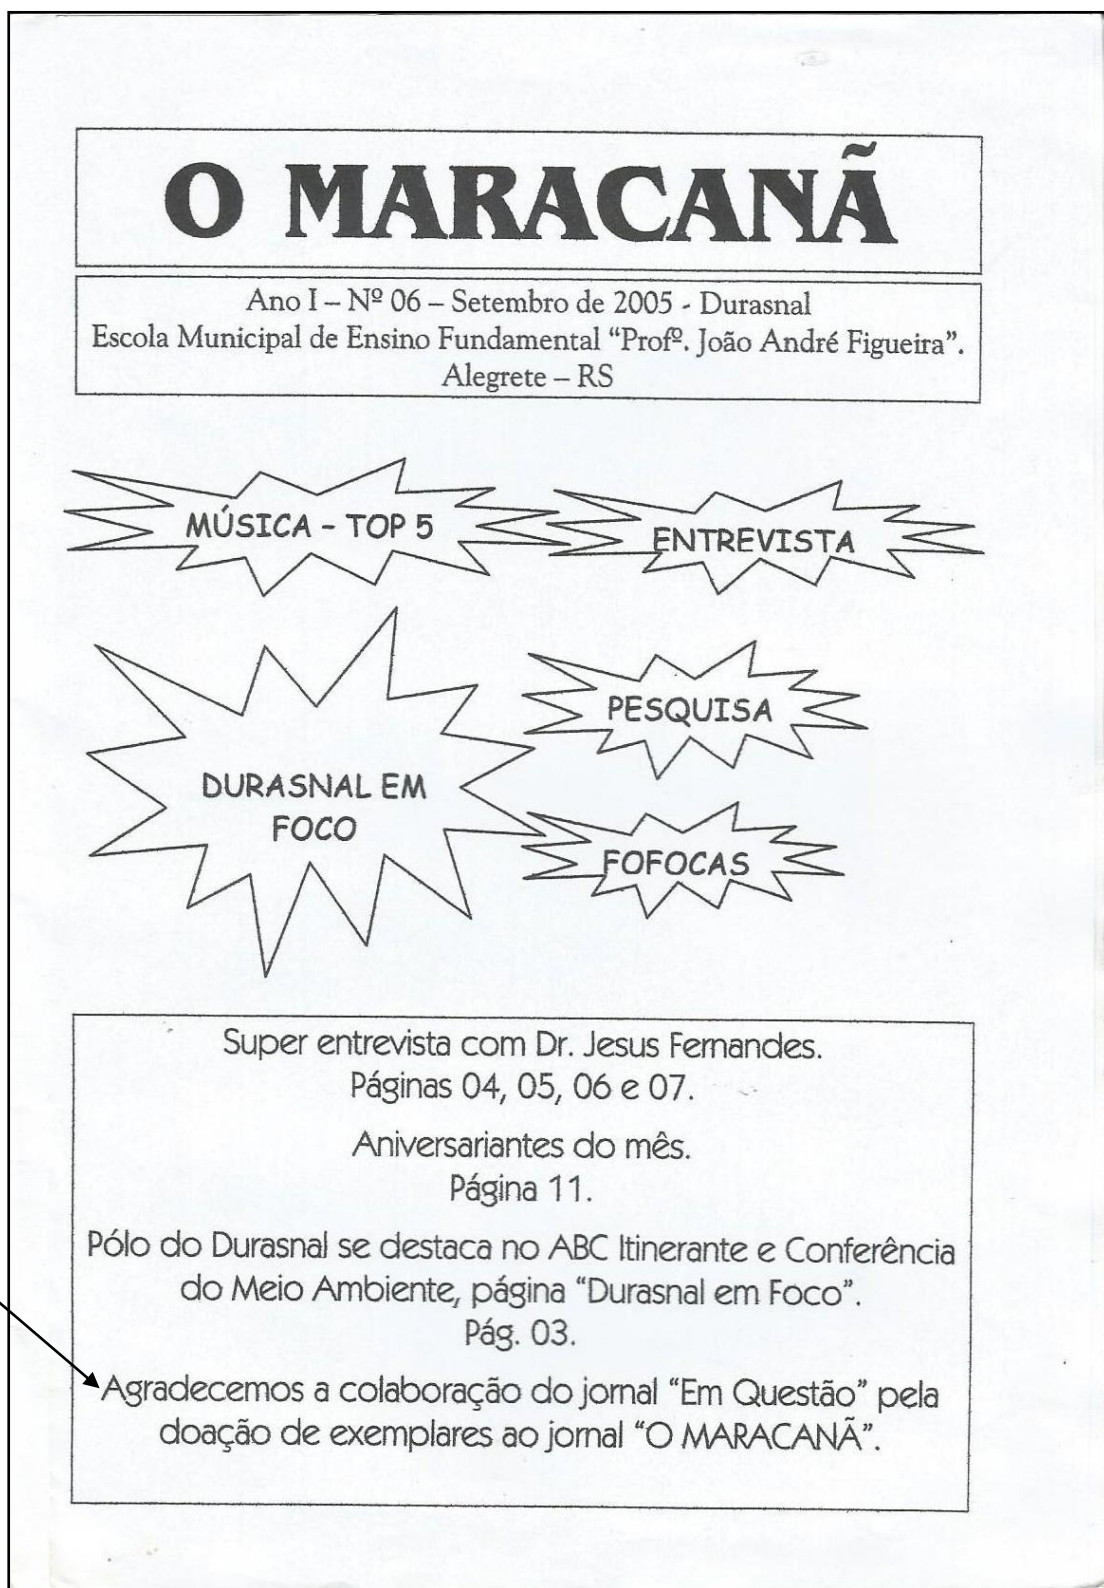 O MARACANÃ
Ano I – Nº 06 – Setembro de 2005 - Durasnal
Escola Municipal de Ensino Fundamental “Profº. João André Figueira”.
Alegrete – RS
MÚSICA – TOP 5
ENTREVISTA
DURASNAL EM
FOCO
PESQUISA
FOFOCAS
Super entrevista com Dr. Jesus Fernandes.
Páginas 04, 05, 06 e 07.
Aniversariantes do mês.
Página 11.
Pólo do Durasnal se destaca no ABC Itinerante e Conferência
do Meio Ambiente, página “Durasnal em Foco”.
Pág. 03.
Agradecemos a colaboração do jornal “Em Questão” pela
doação de exemplares ao jornal “O MARACANÃ”.